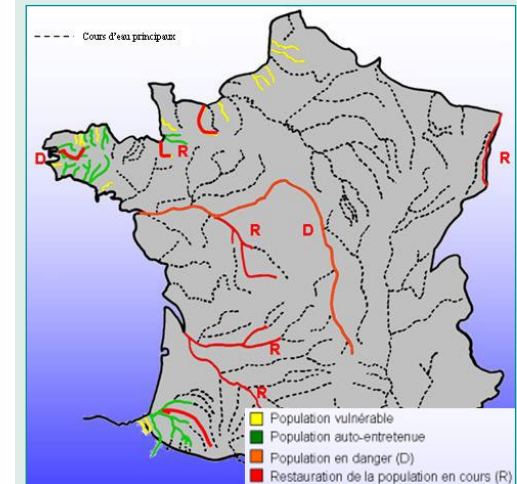 Cours d'eau principaux
R
D
R
R
D
R
R
Population vulnérable
Population auto-entretenue
Population en danger (D)
Restauration de la population en cours (R)